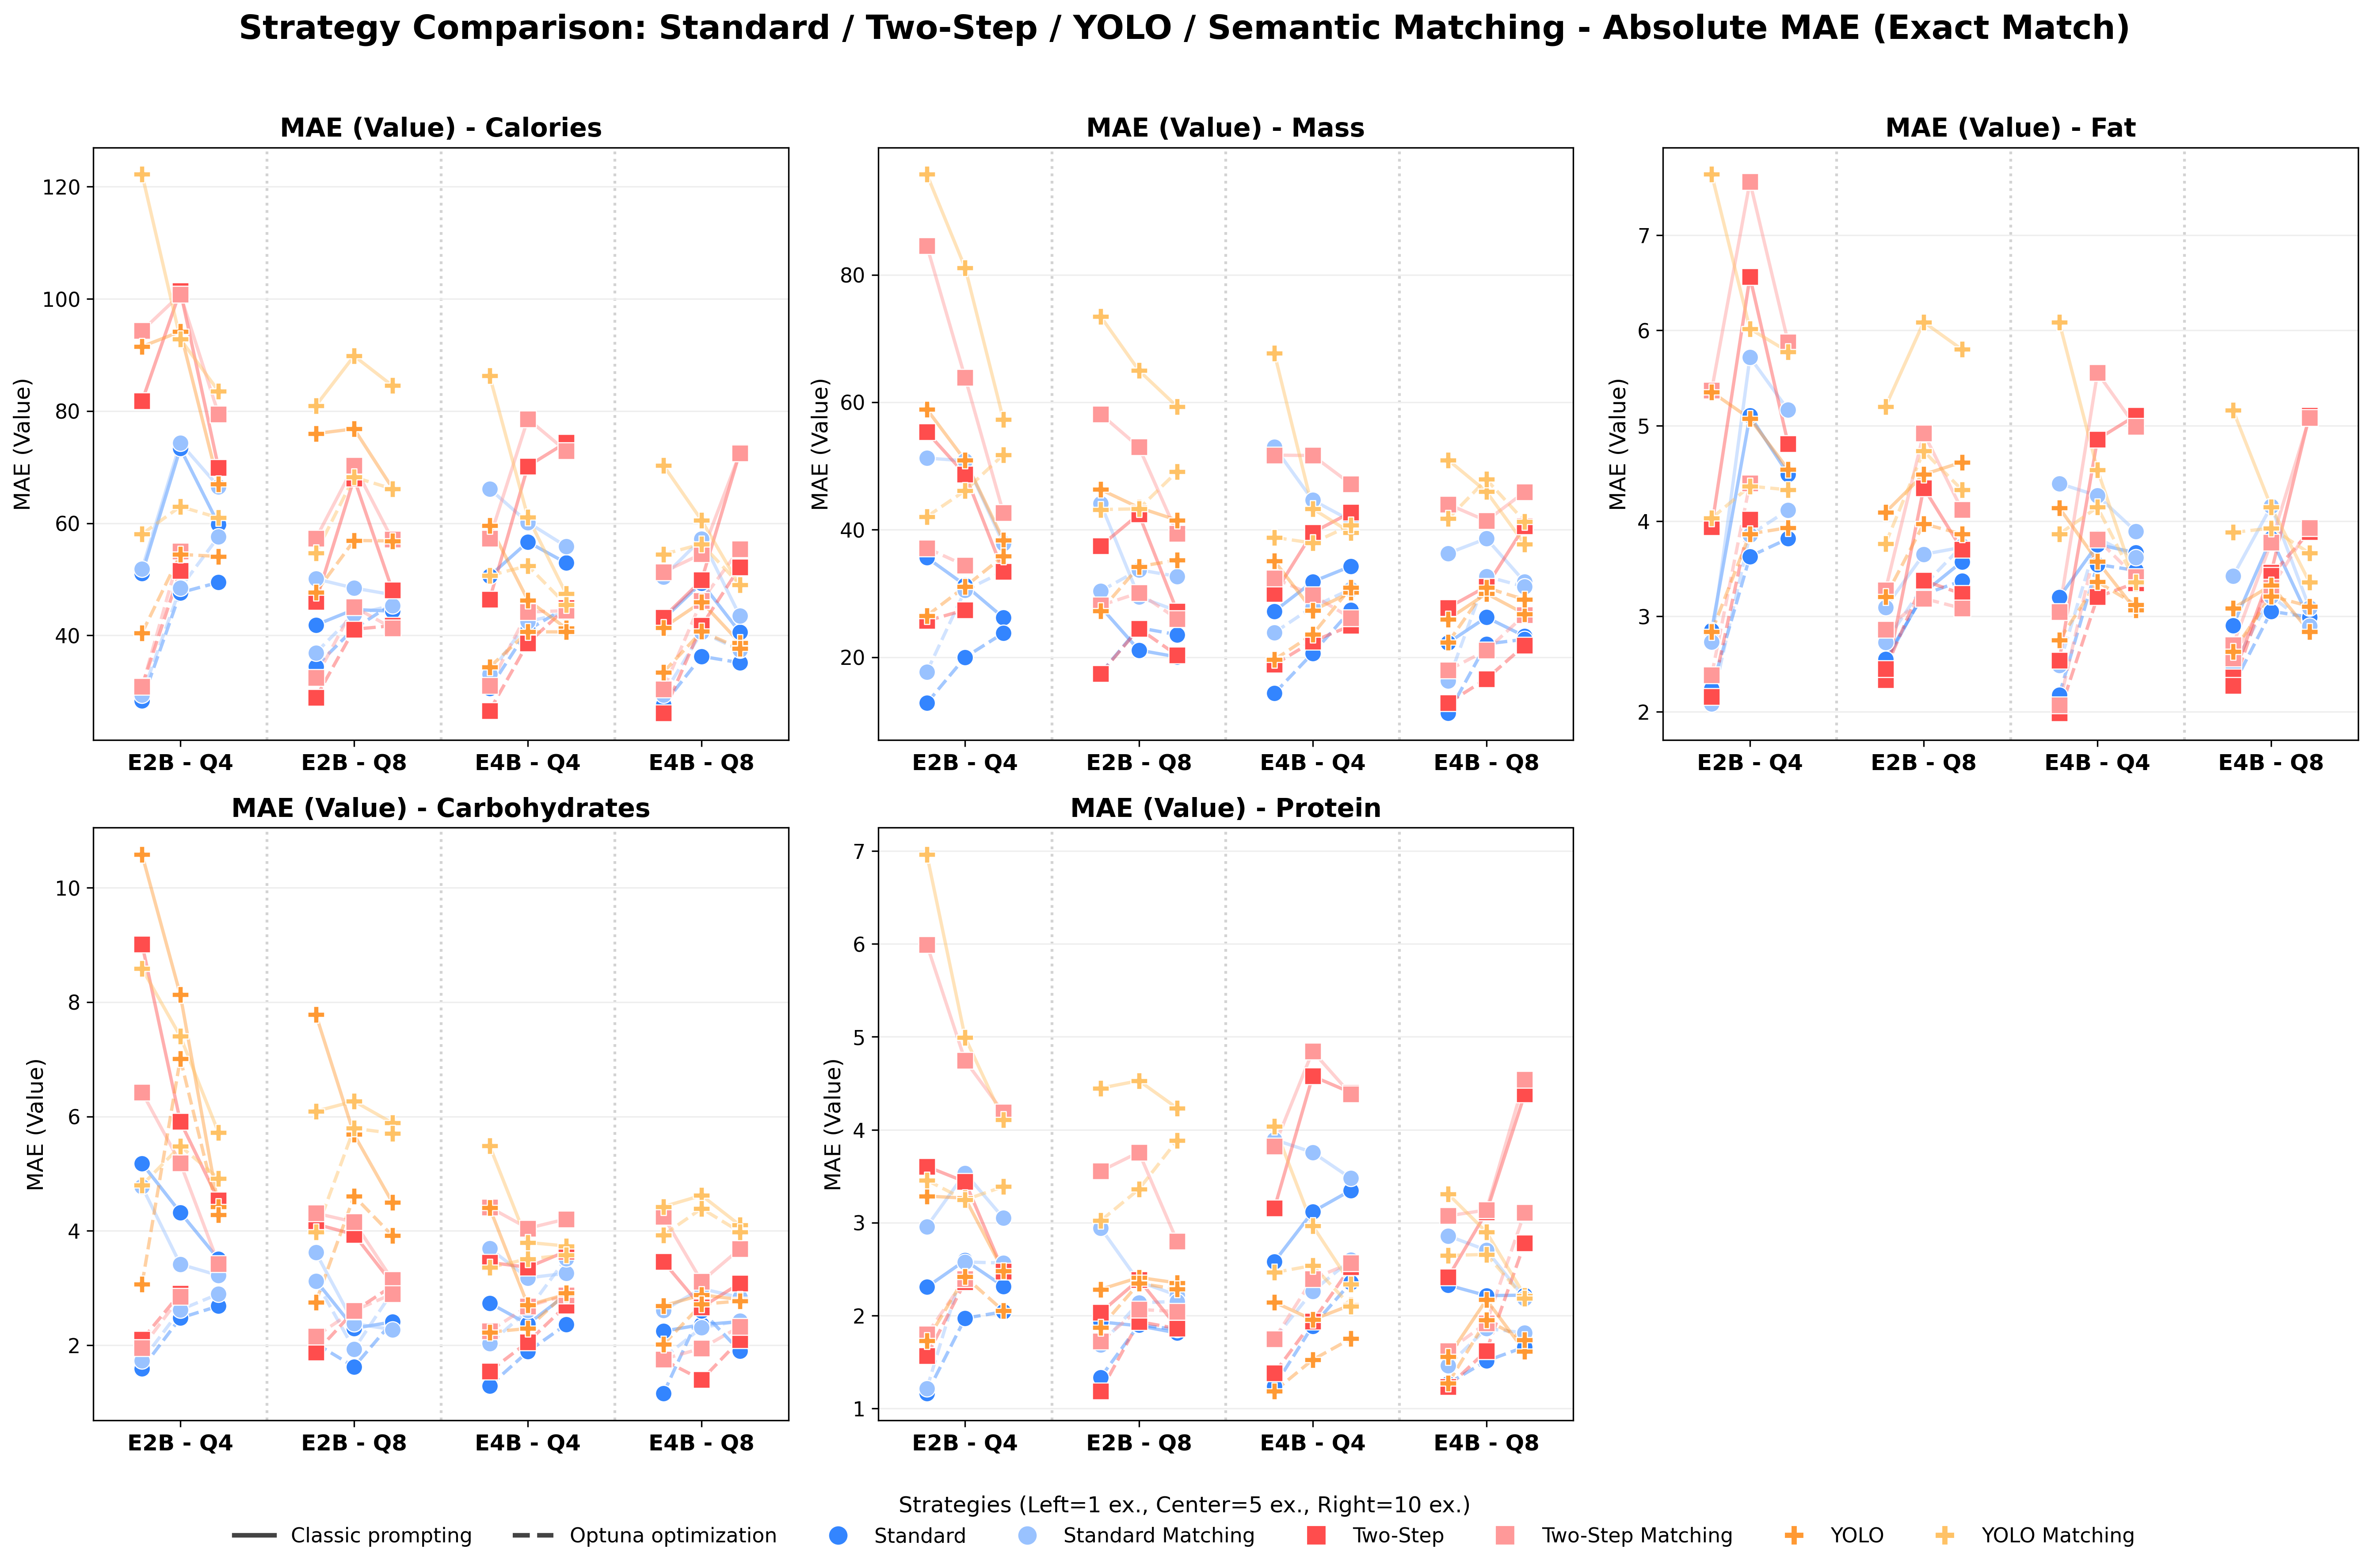 Strategy Comparison: Standard / Two-Step / YOLO / Semantic Matching - Absolute MAE (Exact Match)
MAE (Value) - Calories
MAE (Value)
120
100
80
60
40
E2B - Q4
E2B - Q8
E4B - Q4
E4B - Q8
MAE (Value) - Mass
MAE (Value)
80
60
40
20
E2B - Q4
E2B - Q8
E4B - Q4
E4B - Q8
MAE (Value) - Fat
MAE (Value)
7
6
5
4
3
2
E2B - Q4
E2B - Q8
E4B - Q4
E4B - Q8
MAE (Value) - Carbohydrates
MAE (Value)
10
8
6
4
2
E2B - Q4
E2B - Q8
E4B - Q4
E4B - Q8
MAE (Value) - Protein
MAE (Value)
7
6
5
4
3
2
1
E2B - Q4
E2B - Q8
E4B - Q4
E4B - Q8
Strategies (Left=1 ex., Center=5 ex., Right=10 ex.)
Classic prompting
Optuna optimization
Standard
Standard Matching
Two-Step
Two-Step Matching
YOLO
YOLO Matching